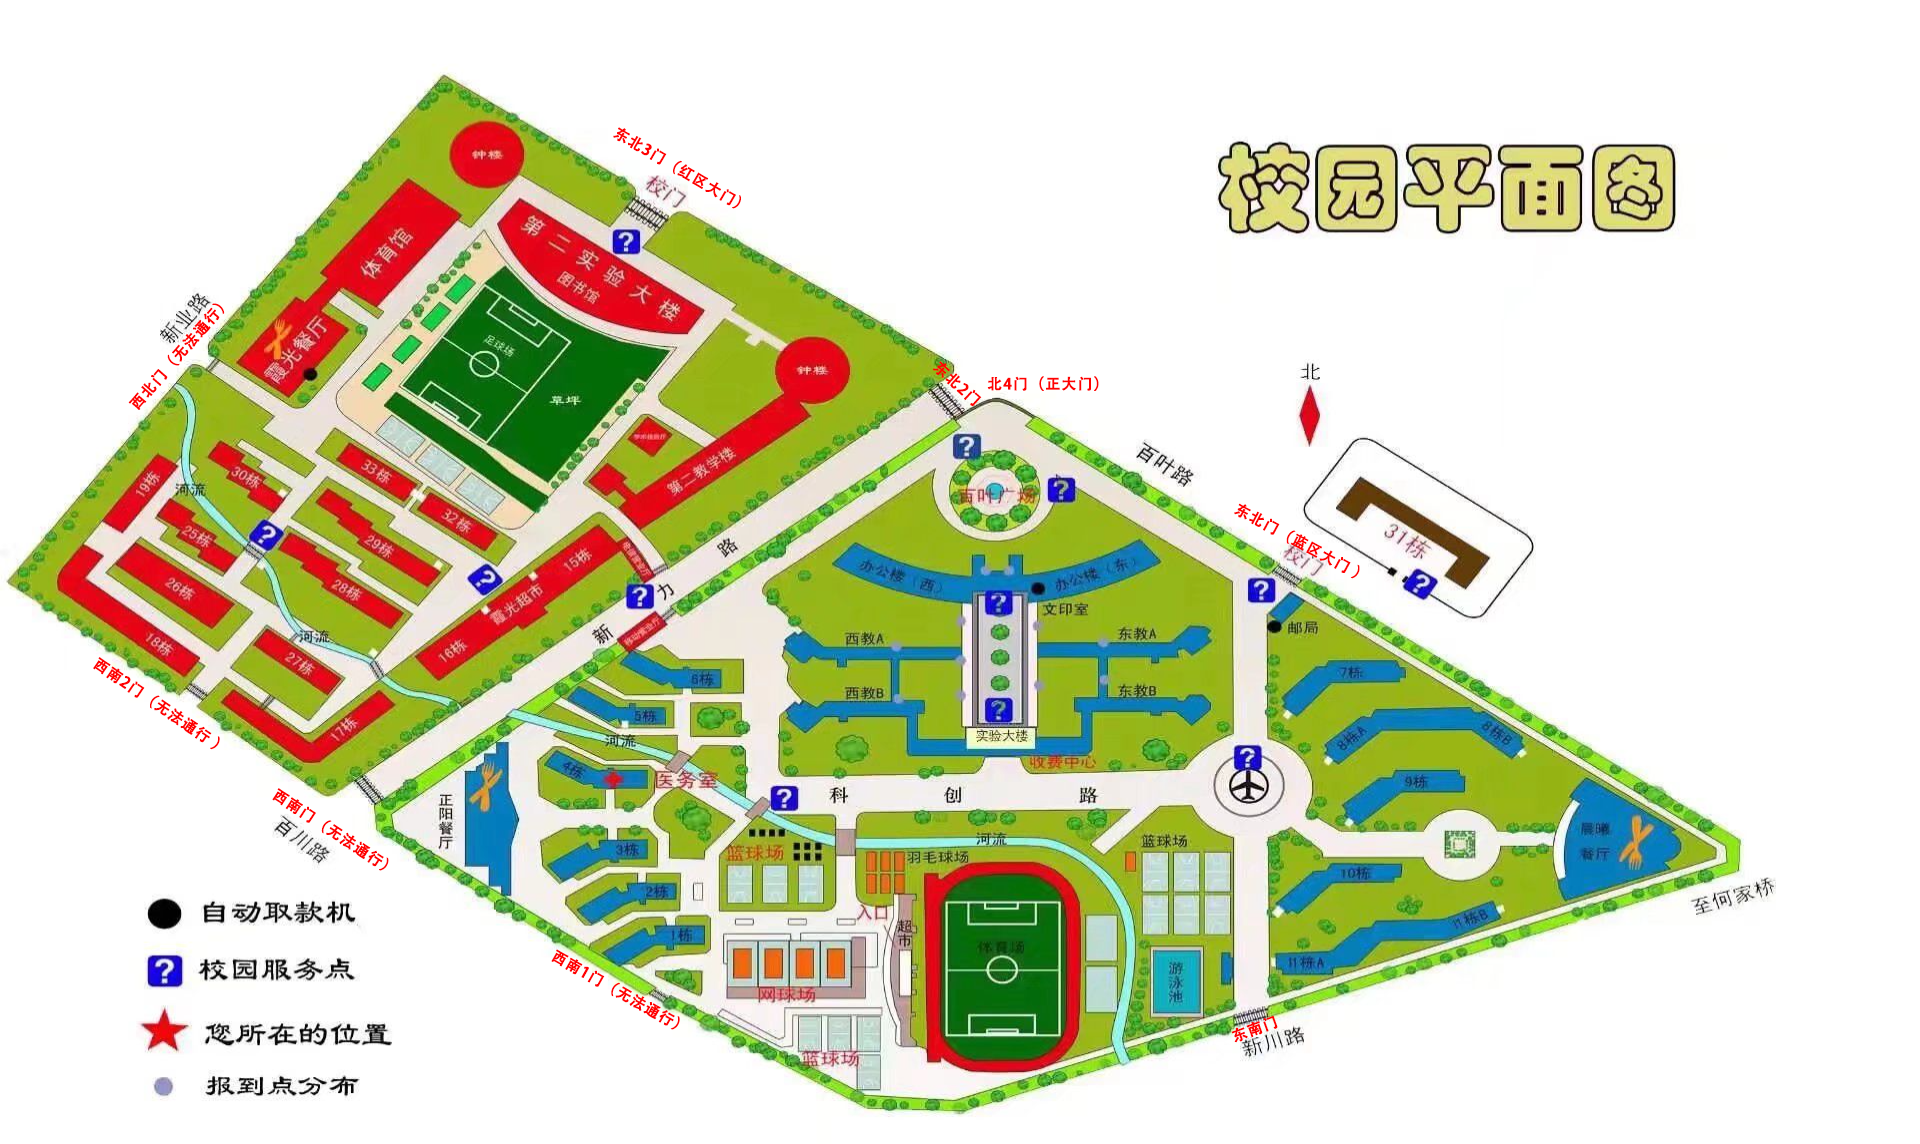 校园平面图
东北3门（红区大门）
校门
钟楼
体育馆
第二实验大楼
图书馆
新业路
西北门（无法通行）
霞光餐厅
足球场
草坪
钟楼
东北2门
北4门（正大门）
北
百叶路
百叶广场
东北门（蓝区大门）
校门
31栋
第二教学楼
33栋
32栋
30栋
19栋
河流
25栋
29栋
28栋
26栋
18栋
27栋
河流
15栋
霞光超市
16栋
17栋
新力路
移动营业厅
西南2门（无法通行）
西南门（无法通行）
百川路
办公楼（西）
办公楼（东）
文印室
西教A
东教A
西教B
东教B
实验大楼
收费中心
邮局
6栋
5栋
河流
4栋
医务室
正阳餐厅
3栋
2栋
1栋
西南1门（无法通行）
科创路
篮球场
羽毛球场
河流
篮球场
入口
超市
体育场
网球场
篮球场
游泳池
7栋
8栋A
8栋B
9栋
10栋
11栋A
11栋B
晨曦餐厅
至何家桥
东南门
新川路
自动取款机
校园服务点
您所在的位置
报到点分布